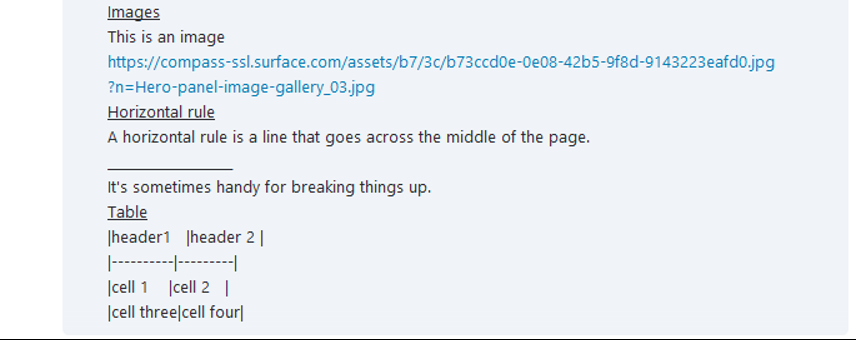 Images
This is an image
https://compass-ssl.surface.com/assets/b7/3c/b73ccd0e-0e08-42b5-9f8d-9143223eafd0.jpg
?n=Hero-panel-image-gallery_03.jpg
Horizontal rule
A horizontal rule is a line that goes across the middle of the page.
________________
It's sometimes handy for breaking things up.
Table
|header1   |header 2 |
|----------|---------|
|cell 1    |cell 2   |
|cell three|cell four|